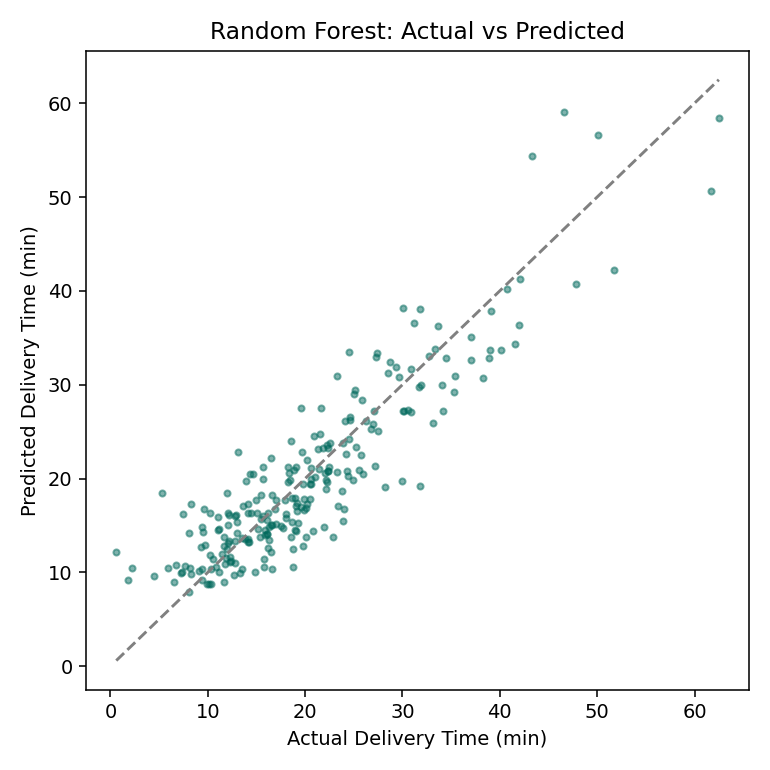 Random Forest: Actual vs Predicted
Predicted Delivery Time (min)
60
50
40
30
20
10
0
0 10 20 30 40 50 60
Actual Delivery Time (min)